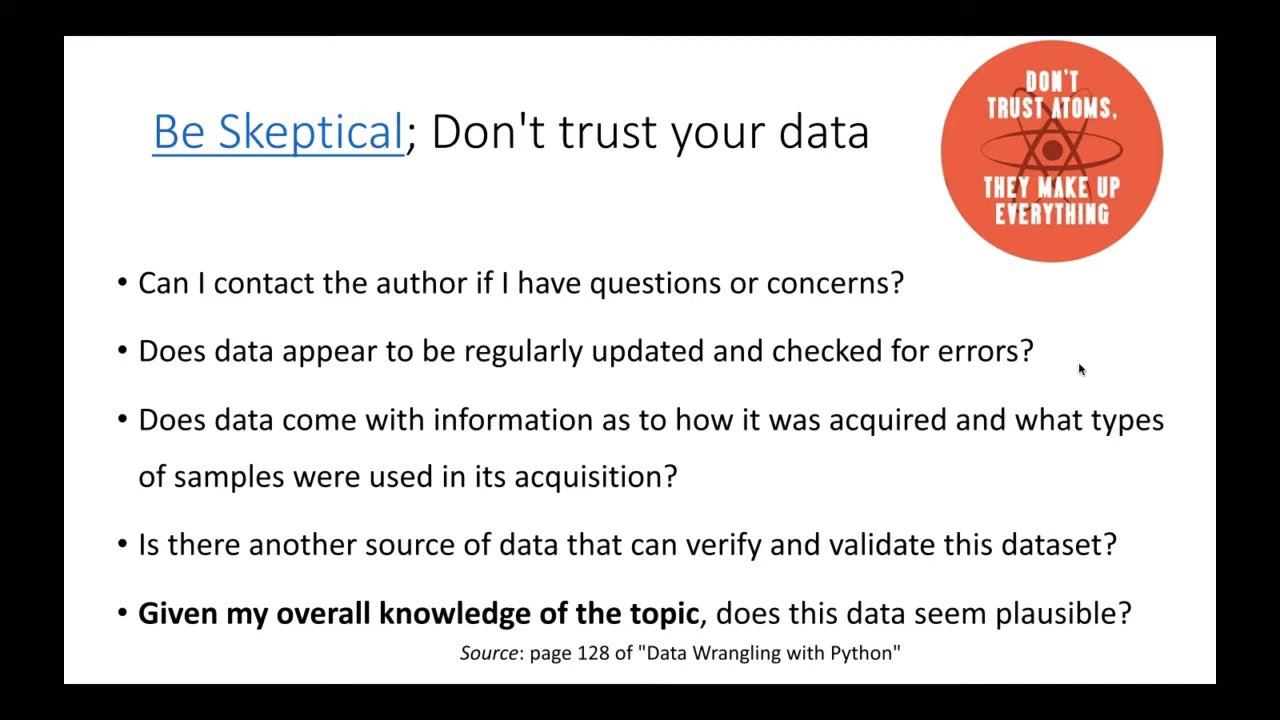 Be Skeptical; Don't trust your data
DON'T
TRUST ATOMS,
THEY MAKE UP
EVERYTHING
• Can I contact the author if I have questions or concerns?
• Does data appear to be regularly updated and checked for errors?
• Does data come with information as to how it was acquired and what types
of samples were used in its acquisition?
• Is there another source of data that can verify and validate this dataset?
• Given my overall knowledge of the topic, does this data seem plausible?
Source: page 128 of "Data Wrangling with Python"